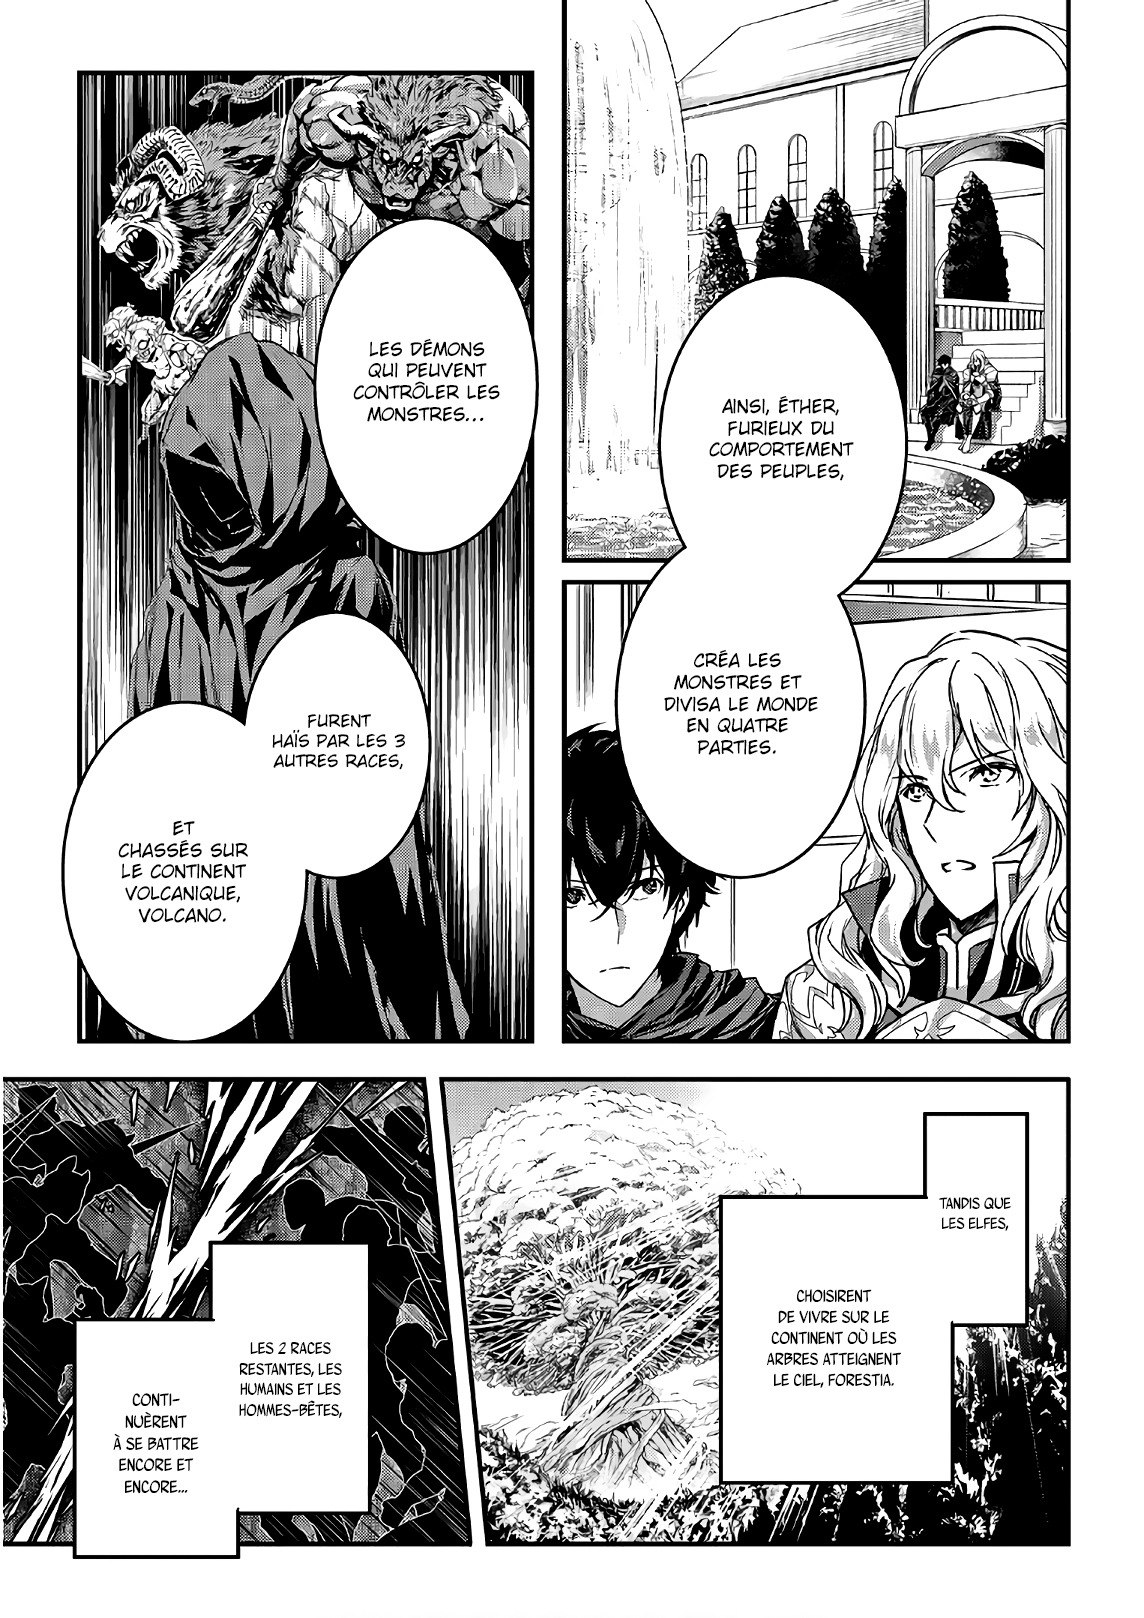 AINSI, ÉTHER,
FURIEUX DU
COMPORTEMENT
DES PEUPLES,
CRÉA LES
MONSTRES ET
DIVISA LE MONDE
EN QUATRE
PARTIES.
LES DÉMONS
QUI PEUVENT
CONTRÔLER LES
MONSTRES...
FURENT
HAÏS PAR LES 3
AUTRES RACES,
ET
CHASSÉS SUR
LE CONTINENT
VOLCANIQUE,
VOLCANO.
TANDIS QUE
LES ELFES,
CHOISIRENT
DE VIVRE SUR LE
CONTINENT OÙ LES
ARBRES ATTEIGNENT
LE CIEL, FORESTIA.
LES 2 RACES
RESTANTES, LES
HUMAINS ET LES
HOMMES-BÊTES,
CONTI-
NUÈRENT
À SE BATTRE
ENCORE ET
ENCORE...